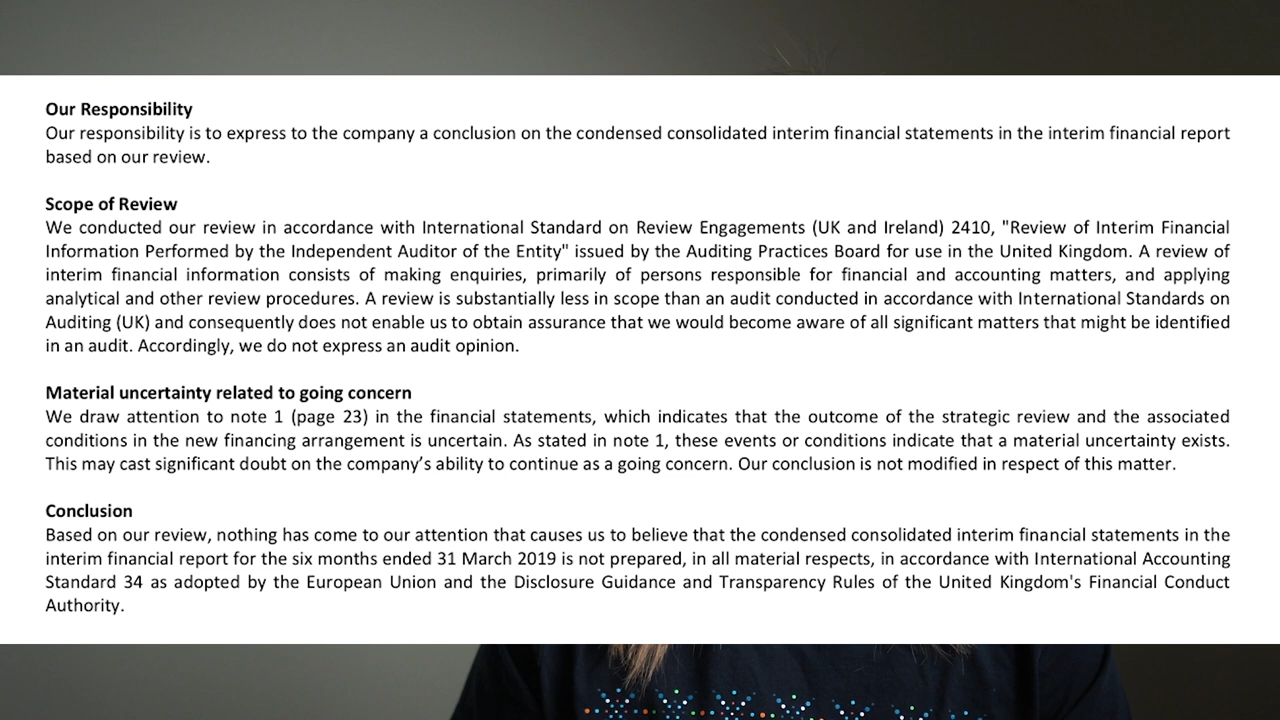 Our Responsibility
Our responsibility is to express to the company a conclusion on the condensed consolidated interim financial statements in the interim financial report
based on our review.
Scope of Review
We conducted our review in accordance with International Standard on Review Engagements (UK and Ireland) 2410, "Review of Interim Financial
Information Performed by the Independent Auditor of the Entity" issued by the Auditing Practices Board for use in the United Kingdom. A review of
interim financial information consists of making enquiries, primarily of persons responsible for financial and accounting matters, and applying
analytical and other review procedures. A review is substantially less in scope than an audit conducted in accordance with International Standards on
Auditing (UK) and consequently does not enable us to obtain assurance that we would become aware of all significant matters that might be identified
in an audit. Accordingly, we do not express an audit opinion.
Material uncertainty related to going concern
We draw attention to note 1 (page 23) in the financial statements, which indicates that the outcome of the strategic review and the associated
conditions in the new financing arrangement is uncertain. As stated in note 1, these events or conditions indicate that a material uncertainty exists.
This may cast significant doubt on the company’s ability to continue as a going concern. Our conclusion is not modified in respect of this matter.
Conclusion
Based on our review, nothing has come to our attention that causes us to believe that the condensed consolidated interim financial statements in the
interim financial report for the six months ended 31 March 2019 is not prepared, in all material respects, in accordance with International Accounting
Standard 34 as adopted by the European Union and the Disclosure Guidance and Transparency Rules of the United Kingdom's Financial Conduct
Authority.